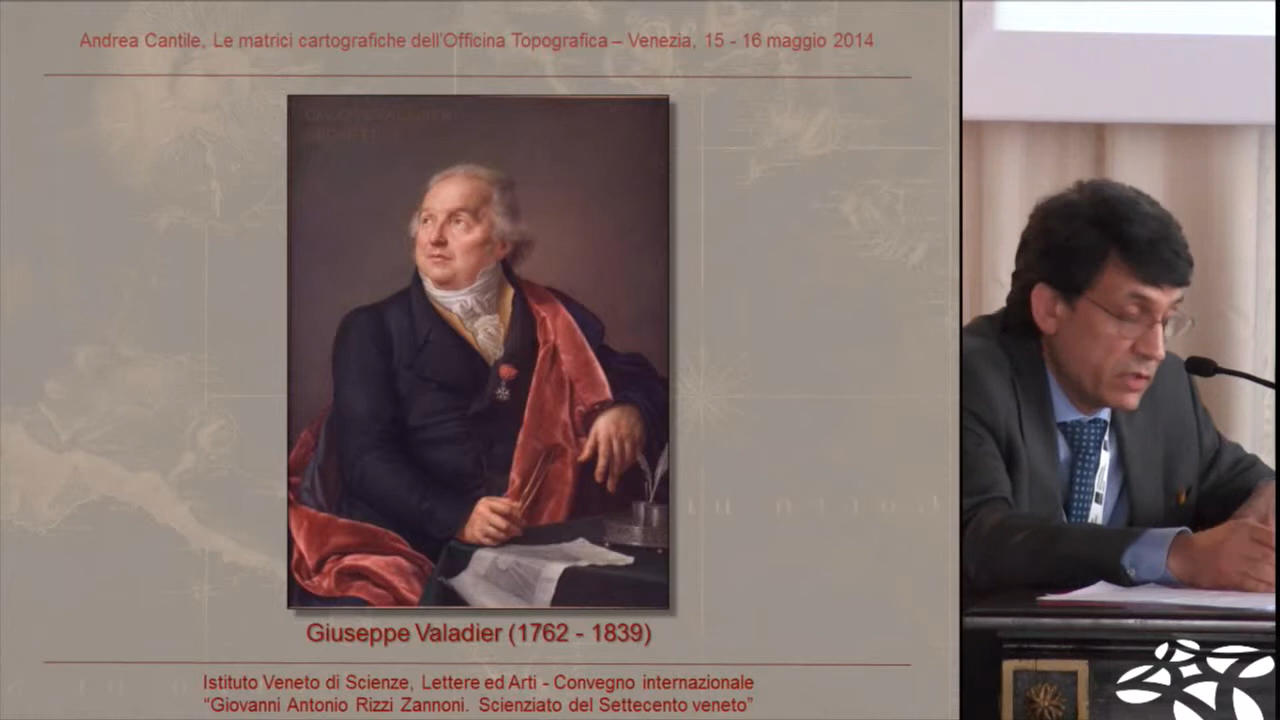 Andrea Cantile, Le matrici cartografiche dell'Officina Topografica – Venezia, 15 - 16 maggio 2014
Giuseppe Valadier (1762 - 1839)
Istituto Veneto di Scienze, Lettere ed Arti - Convegno internazionale
“Giovanni Antonio Rizzi Zannoni. Scienziato del Settecento veneto”